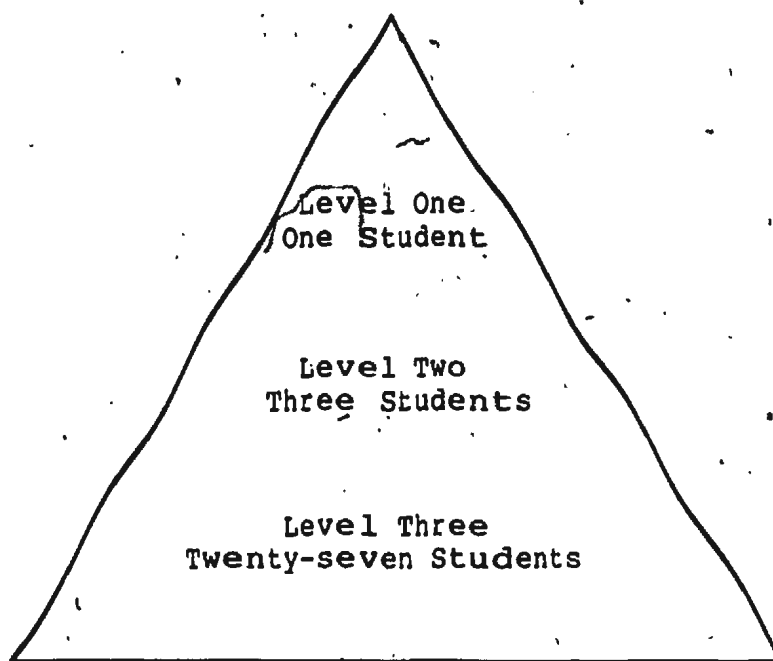 Level One
One Student
Level Two
Three Students
Level Three
Twenty-seven Students